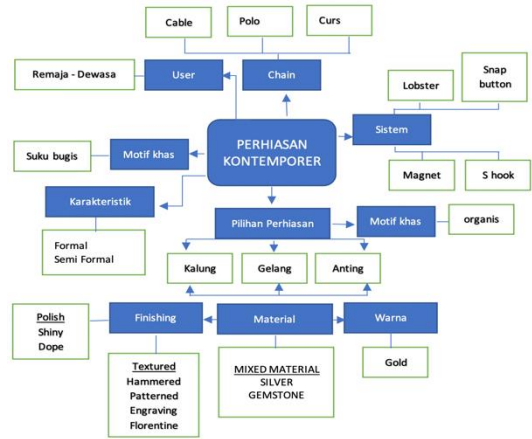 Cable
Polo
Curs
Remaja - Dewasa
User
Chain
Lobster
Snap
button
Suku bugis
Motif khas
PERHIASAN
KONTEMPORER
Sistem
Magnet
S hook
Karakteristik
Formal
Semi Formal
Pilihan Perhiasan
Motif khas
organis
Kalung
Gelang
Anting
Polish
Shiny
Dope
Finishing
Material
Warna
Textured
Hammered
Patterned
Engraving
Florentine
MIXED MATERIAL
SILVER
GEMSTONE
Gold